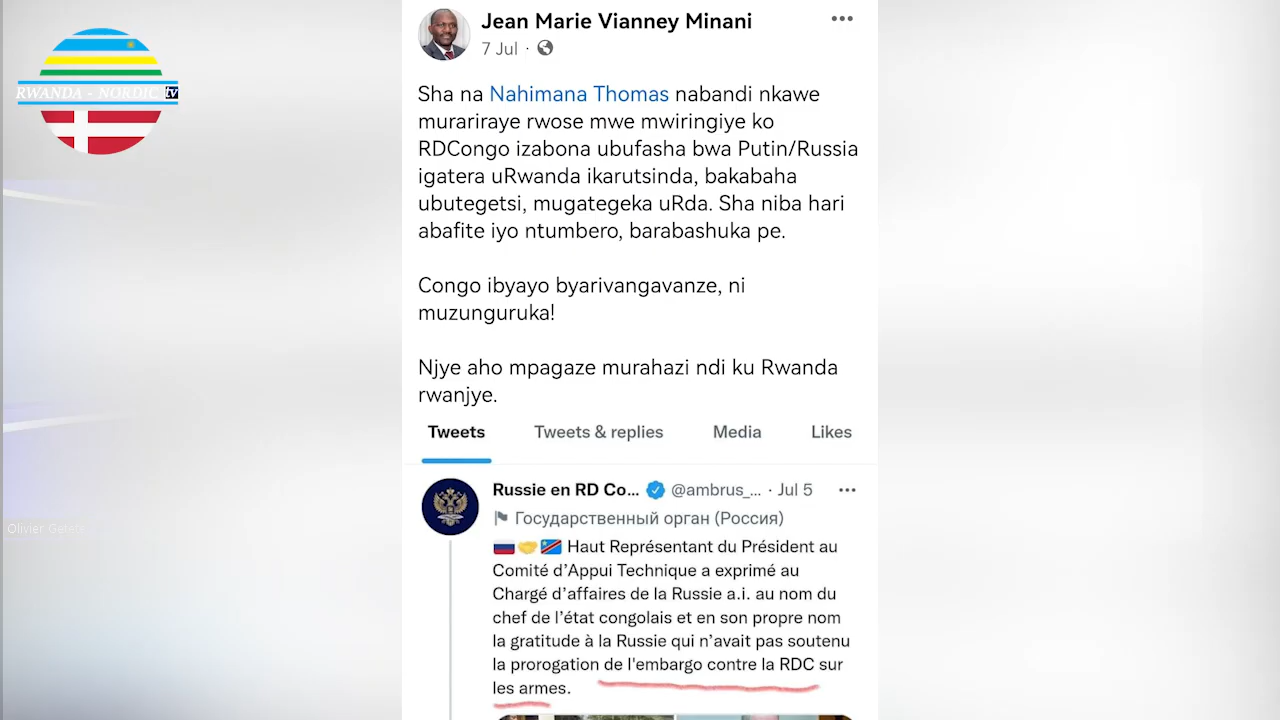 RWANDA - NORDIC tv
Jean Marie Vianney Minani
7 Jul ·
Sha na Nahimana Thomas nabandi nkawe
murariraye rwose mwe mwiringiye ko
RDCongo izabona ubufasha bwa Putin/Russia
igatera uRwanda ikarutsinda, bakabaha
ubutegetsi, mugategeka uRda. Sha niba hari
abafite iyo ntumbero, barabashuka pe.
Congo ibyayo byarivangavanze, ni
muzunguruka!
Njye aho mpagaze murahazi ndi ku Rwanda
rwanjye.
Tweets Tweets & replies Media Likes
Russie en RD Co... @ambrus_... · Jul 5
Государственный орган (Россия)
Haut Représentant du Président au
Comité d’Appui Technique a exprimé au
Chargé d’affaires de la Russie a.i. au nom du
chef de l’état congolais et en son propre nom
la gratitude à la Russie qui n’avait pas soutenu
la prorogation de l'embargo contre la RDC sur
les armes.
Olivier